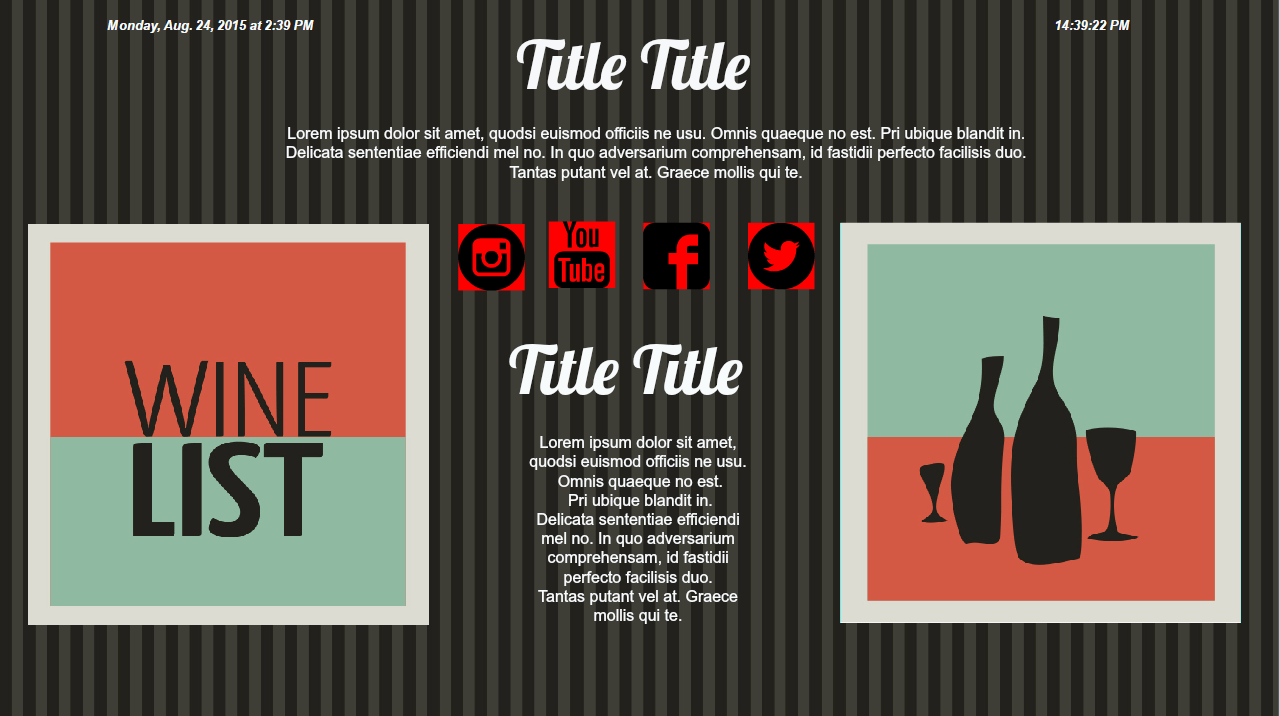 Monday, Aug. 24, 2015 at 2:39 PM
14:39:22 PM
Title Title
Lorem ipsum dolor sit amet, quodsi euismod officiis ne usu. Omnis quaeque no est. Pri ubique blandit in.
Delicata sententiae efficiendi mel no. In quo adversarium comprehensam, id fastidii perfecto facilisis duo.
Tantas putant vel at. Graece mollis qui te.
You
Tube
f
WINE
LIST
Title Title
Lorem ipsum dolor sit amet,
quodsi euismod officiis ne usu.
Omnis quaeque no est.
Pri ubique blandit in.
Delicata sententiae efficiendi
mel no. In quo adversarium
comprehensam, id fastidii
perfecto facilisis duo.
Tantas putant vel at. Graece
mollis qui te.